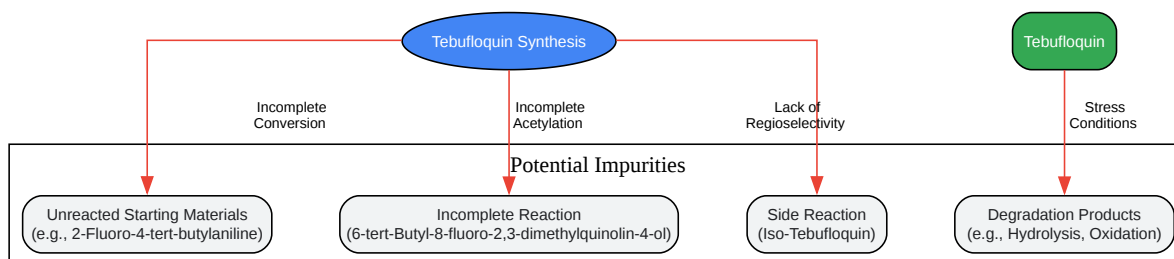 Tebufloquin Synthesis
Tebufloquin
Incomplete
Conversion
Incomplete
Acetylation
Lack of
Regioselectivity
Stress
Conditions
Potential Impurities
Unreacted Starting Materials
(e.g., 2-Fluoro-4-tert-butylaniline)
Incomplete Reaction
(6-tert-Butyl-8-fluoro-2,3-dimethylquinolin-4-ol)
Side Reaction
(Iso-Tebufloquin)
Degradation Products
(e.g., Hydrolysis, Oxidation)